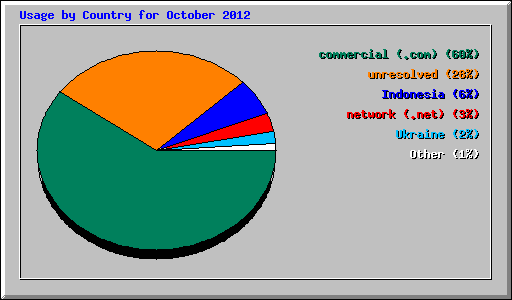 Usage by Country for October 2012
commercial (.com) (60%)
unresolved (28%)
Indonesia (6%)
network (.net) (3%)
Ukraine (2%)
Other (1%)